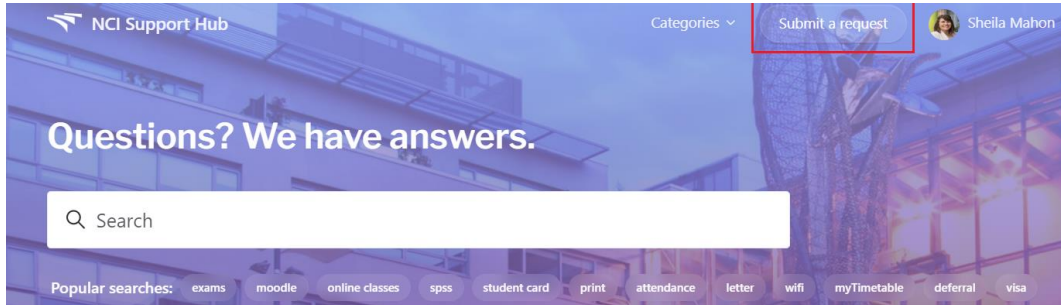 NCI Support Hub Categories Submit a request Sheila Mahon
Questions? We have answers.
Search
Popular searches: exams moodle online classes spss student card print attendance letter wifi myTimetable deferral visa